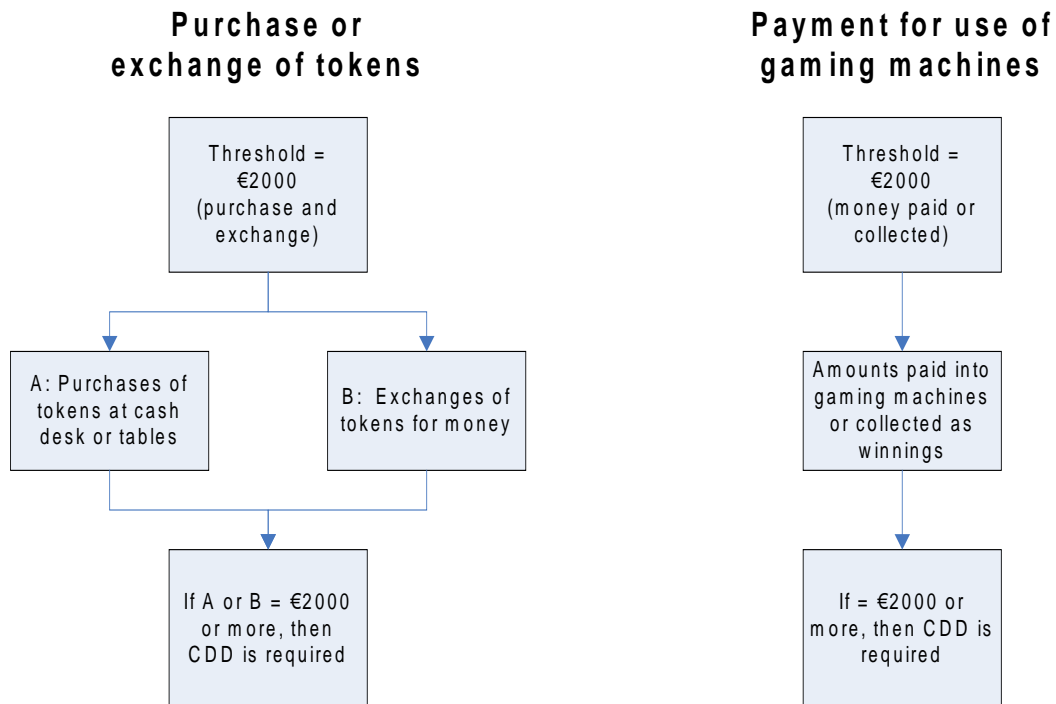 Purchase or
exchange of tokens
Threshold =
€2000
(purchase and
exchange)
A: Purchases of
tokens at cash
desk or tables
B: Exchanges of
tokens for money
If A or B = €2000
or more, then
CDD is required
Payment for use of
gaming machines
Threshold =
€2000
(money paid or
collected)
Amounts paid into
gaming machines
or collected as
winnings
If = €2000 or
more, then CDD is
required